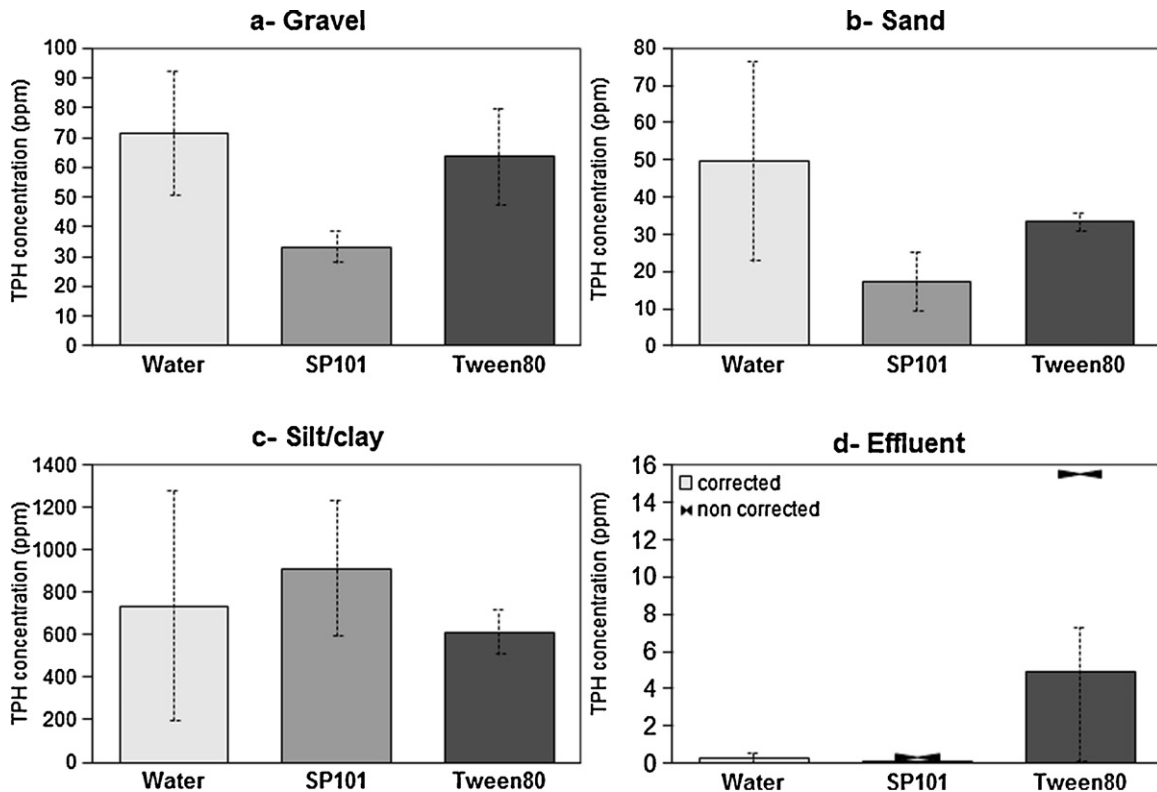 a- Gravel
TPH concentration (ppm)
100
90
80
70
60
50
40
30
20
10
0
Water SP101 Tween80
b- Sand
TPH concentration (ppm)
80
70
60
50
40
30
20
10
0
Water SP101 Tween80
c- Silt/clay
TPH concentration (ppm)
1400
1200
1000
800
600
400
200
0
Water SP101 Tween80
d- Effluent
TPH concentration (ppm)
16
14
12
10
8
6
4
2
0
corrected
non corrected
Water SP101 Tween80